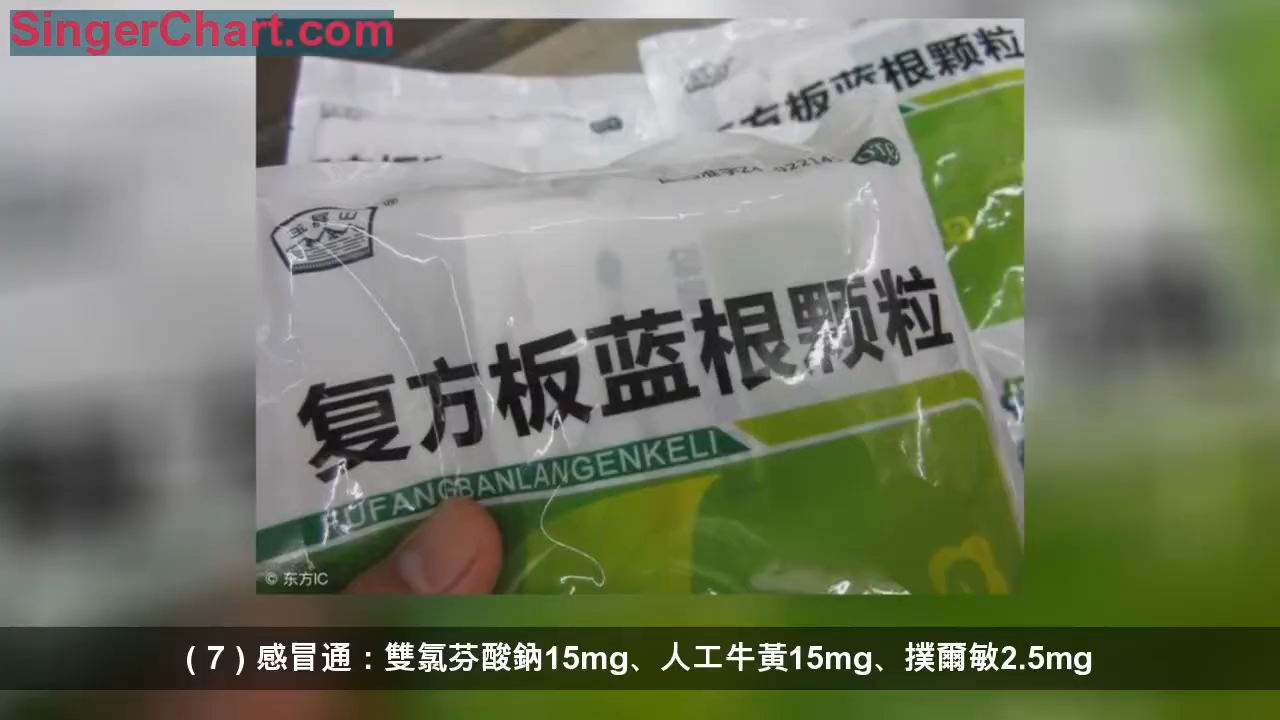 SingerChart.com
复方板蓝根颗粒
OTC
复方板蓝根颗粒
FUFANGBANLANGENKELI
© 东方IC
(7)感冒通：雙氯芬酸鈉15mg、人工牛黃15mg、撲爾敏2.5mg